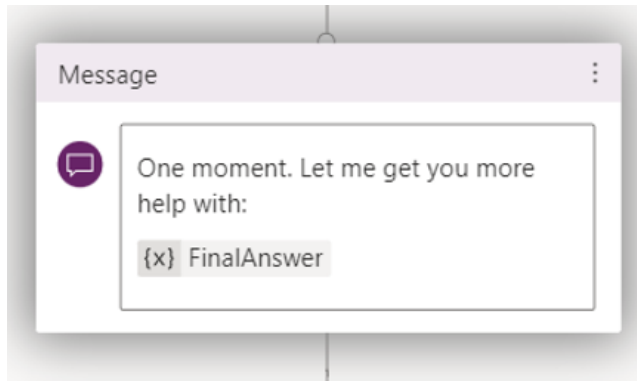 Message
One moment. Let me get you more
help with:
{x} FinalAnswer